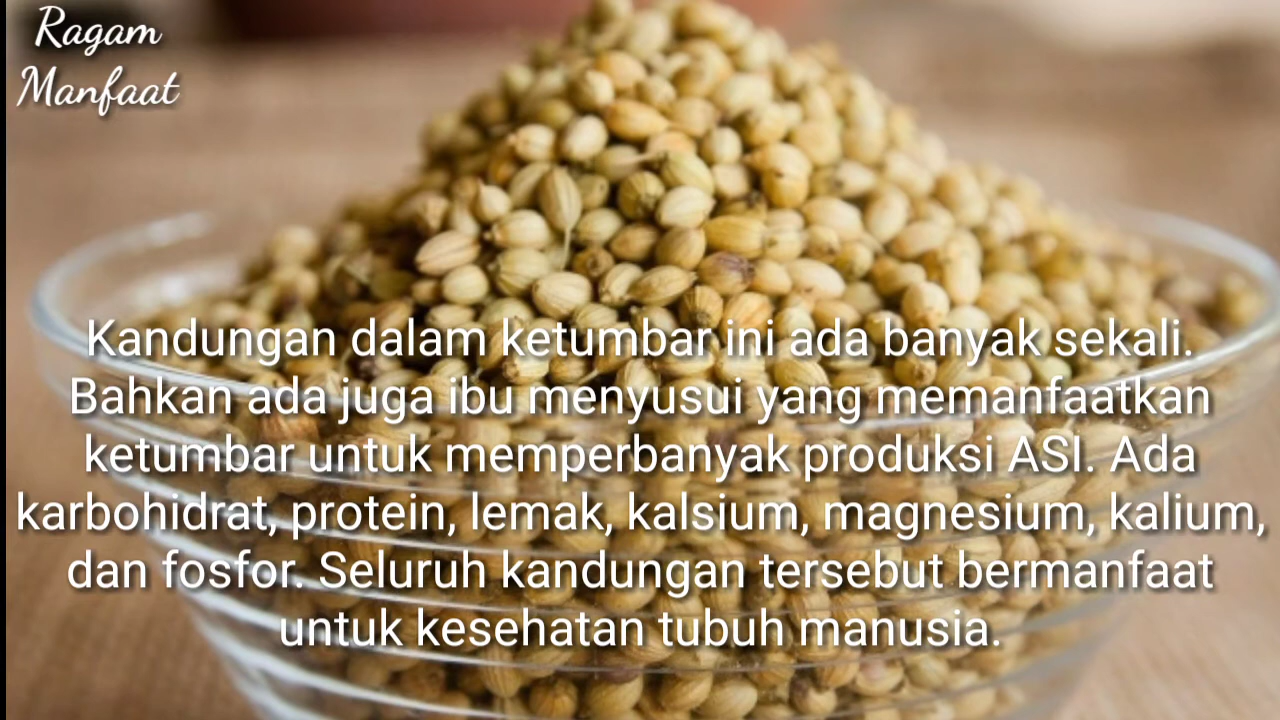 Ragam
Manfaat
Kandungan dalam ketumbar ini ada banyak sekali.
Bahkan ada juga ibu menyusui yang memanfaatkan
ketumbar untuk memperbanyak produksi ASI. Ada
karbohidrat, protein, lemak, kalsium, magnesium, kalium,
dan fosfor. Seluruh kandungan tersebut bermanfaat
untuk kesehatan tubuh manusia.